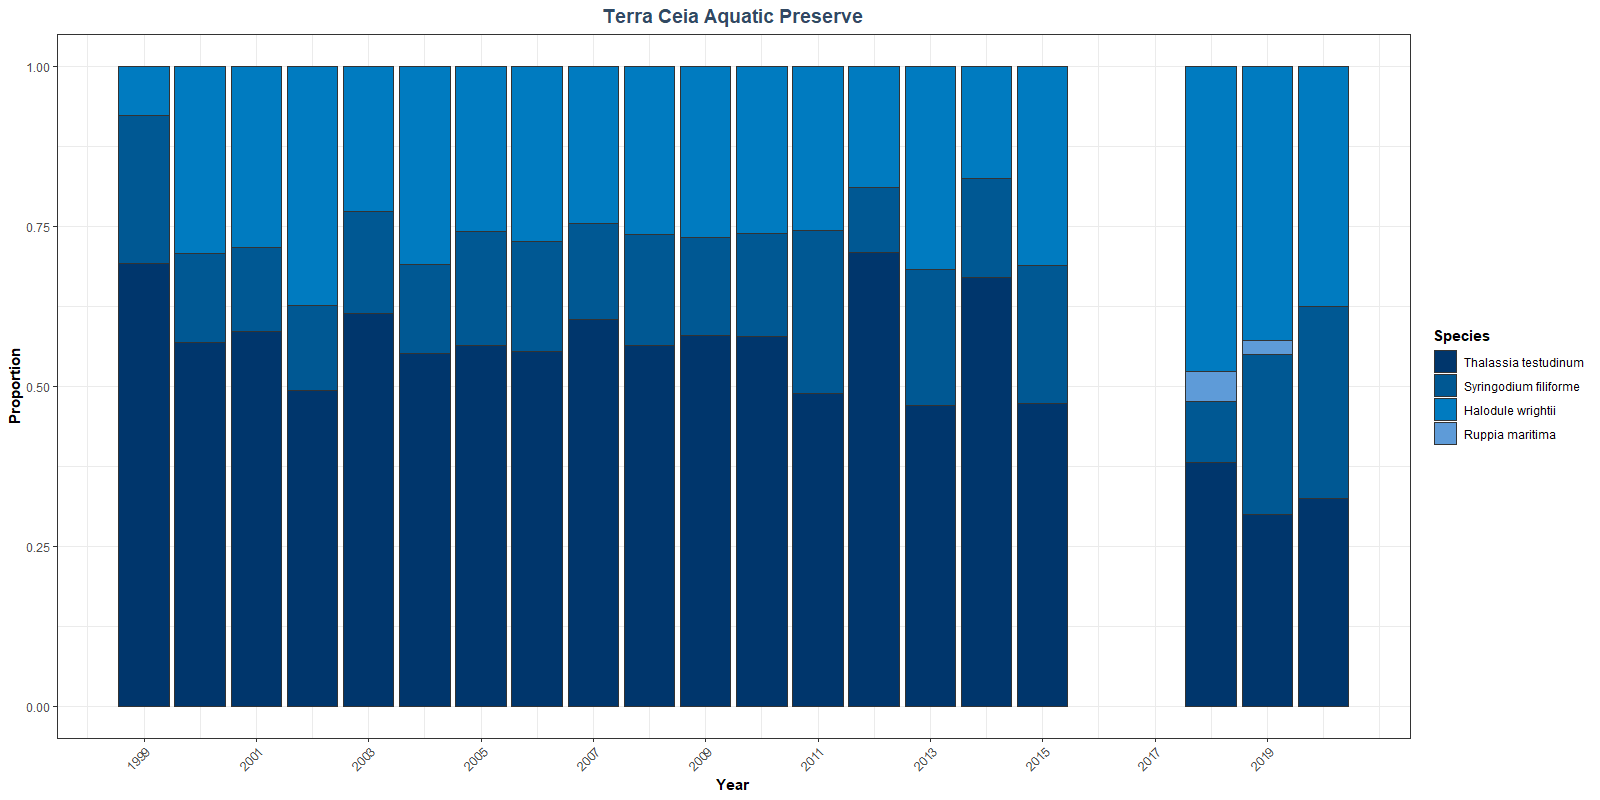 Terra Ceia Aquatic Preserve
1.00
0.75
0.50
0.25
0.00
Proportion
1999
2001
2003
2005
2007
2009
2011
2013
2015
2017
2019
Year
Species
Thalassia testudinum
Syringodium filiforme
Halodule wrightii
Ruppia maritima